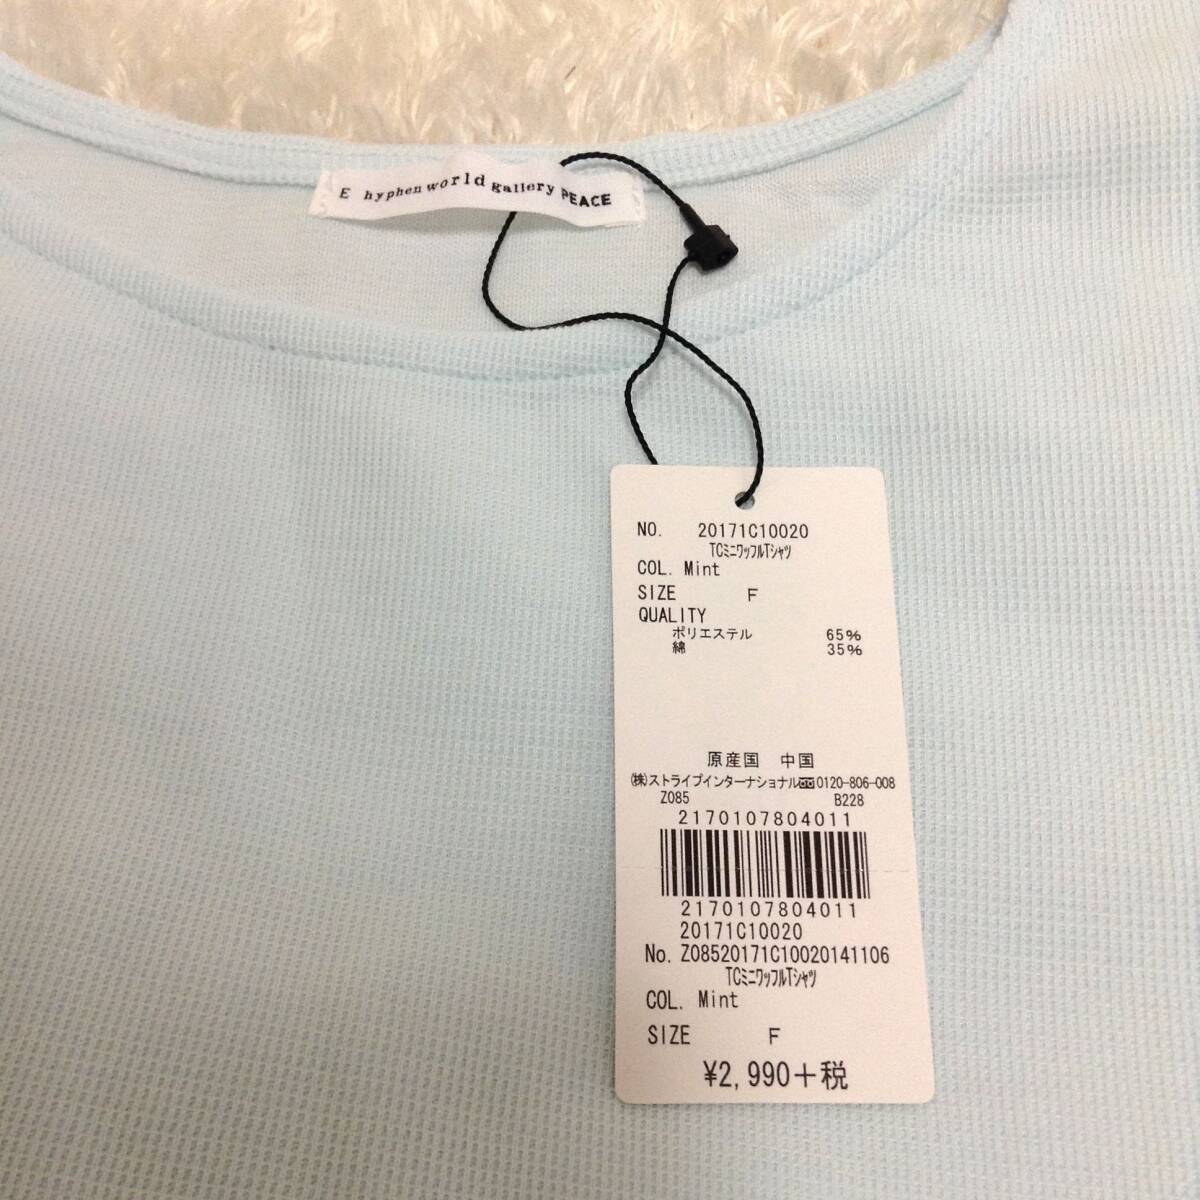 E hyphen world gallery PEACE
NO. 20171C10020
TCミニワッフルTシャツ
COL. Mint
SIZE F
QUALITY
ポリエステル 65%
綿 35%
原産国 中国
(株)ストライプインターナショナル 0120-806-008
Z085 B228
2170107804011
2170107804011
20171C10020
No. Z08520171C10020141106
TCミニワッフルTシャツ
COL. Mint
SIZE F
¥2,990+税